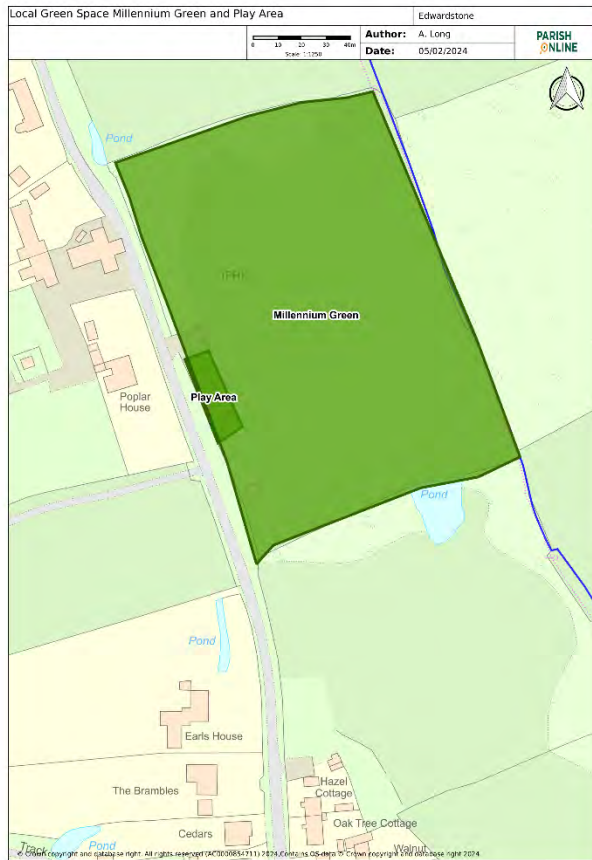 Local Green Space Millennium Green and Play Area
Edwardstone
0 10 20 30 40m
Scale 1:1250
Author: A. Long
Date: 05/02/2024
PARISH
ONLINE
Pond
Millennium Green
Play Area
Poplar
House
Pond
Pond
Earls House
The Brambles
Hazel
Cottage
Cedars
Oak Tree Cottage
Track
Pond
Walnut
© Crown copyright and database right. All rights reserved 2024 Contains OS data © Crown copyright and database right 2024.